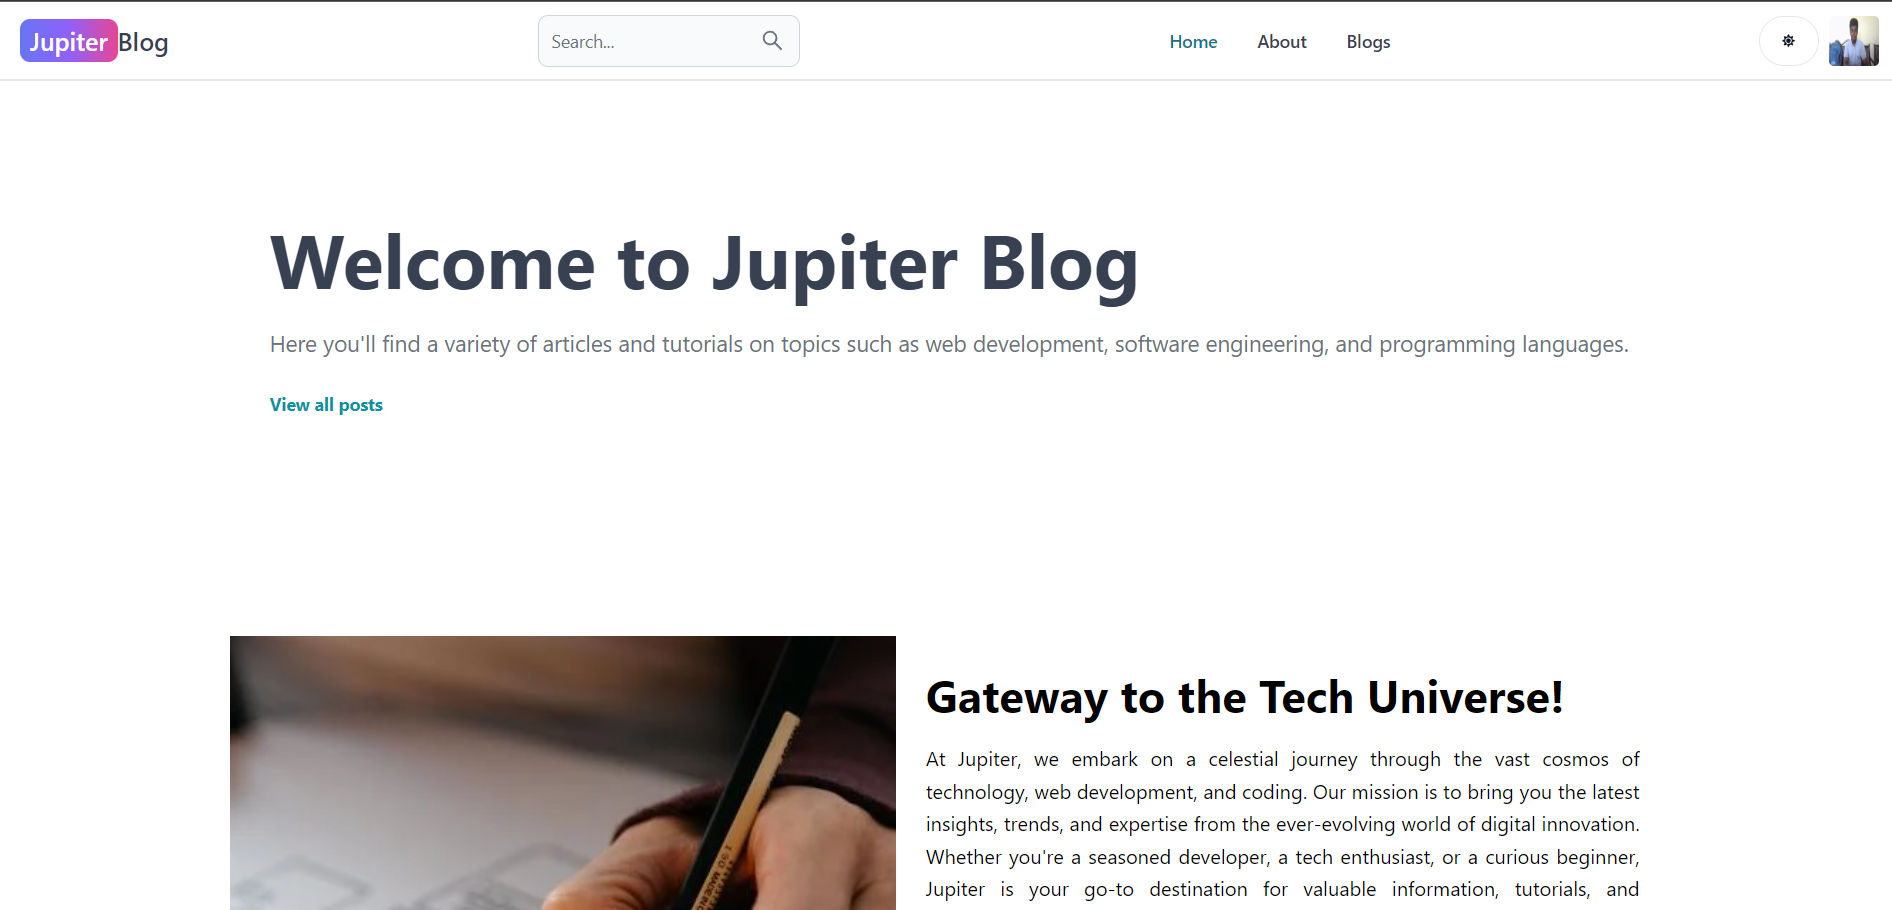 JupiterBlog
Search...
Home
About
Blogs
Welcome to Jupiter Blog
Here you'll find a variety of articles and tutorials on topics such as web development, software engineering, and programming languages.
View all posts
Gateway to the Tech Universe!
At Jupiter, we embark on a celestial journey through the vast cosmos of
technology, web development, and coding. Our mission is to bring you the latest
insights, trends, and expertise from the ever-evolving world of digital innovation.
Whether you're a seasoned developer, a tech enthusiast, or a curious beginner,
Jupiter is your go-to destination for valuable information, tutorials, and